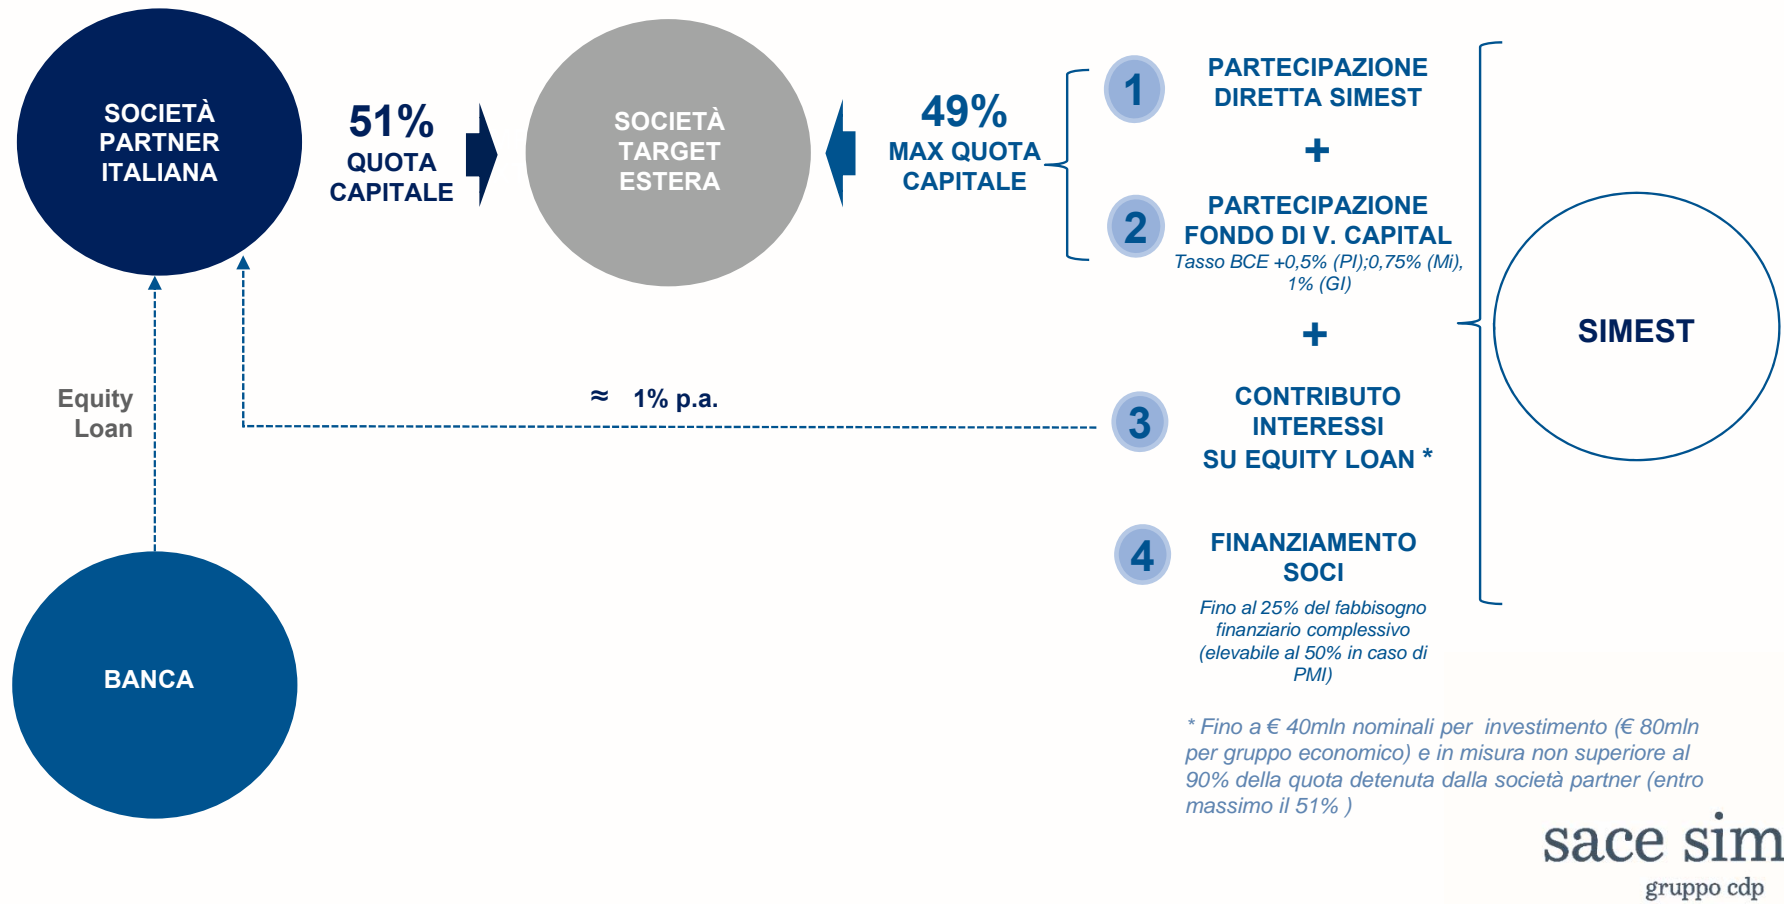 SOCIETÀ
PARTNER
ITALIANA
51%
QUOTA
CAPITALE
SOCIETÀ
TARGET
ESTERA
49%
MAX QUOTA
CAPITALE
1
PARTECIPAZIONE
DIRETTA SIMEST
+
2
PARTECIPAZIONE
FONDO DI V. CAPITAL
Tasso BCE +0,5% (PI);0,75% (Mi),
1% (GI)
+
SIMEST
Equity
Loan
≈ 1% p.a.
3
CONTRIBUTO
INTERESSI
SU EQUITY LOAN *
4
FINANZIAMENTO
SOCI
Fino al 25% del fabbisogno
finanziario complessivo
(elevabile al 50% in caso di
PMI)
BANCA
* Fino a € 40mln nominali per investimento (€ 80mln
per gruppo economico) e in misura non superiore al
90% della quota detenuta dalla società partner (entro
massimo il 51% )
sace sim
gruppo cdp